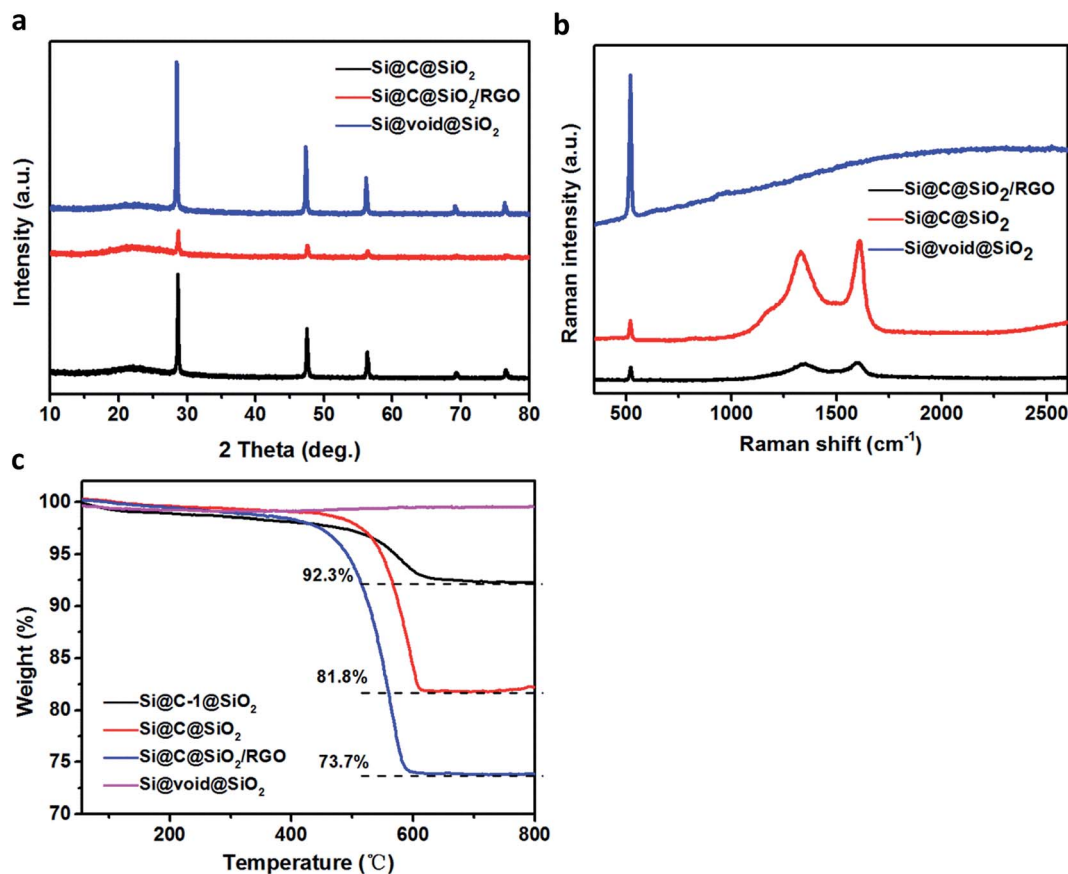 a
Intensity (a.u.)
Si@C@SiO₂
Si@C@SiO₂/RGO
Si@void@SiO₂
10 20 30 40 50 60 70 80
2 Theta (deg.)
b
Raman intensity (a.u.)
Si@C@SiO₂/RGO
Si@C@SiO₂
Si@void@SiO₂
500 1000 1500 2000 2500
Raman shift (cm⁻¹)
c
Weight (%)
100
95
90
85
80
75
70
92.3%
81.8%
73.7%
Si@C-1@SiO₂
Si@C@SiO₂
Si@C@SiO₂/RGO
Si@void@SiO₂
200 400 600 800
Temperature (℃)